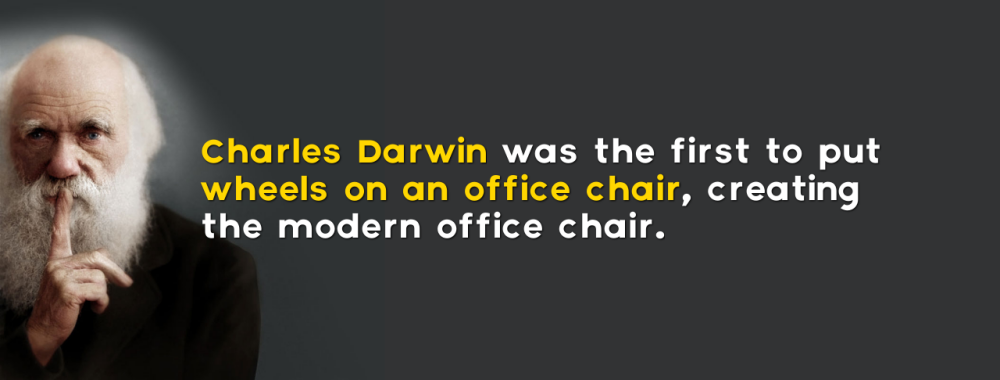 Charles Darwin was the first to put
wheels on an office chair, creating
the modern office chair.